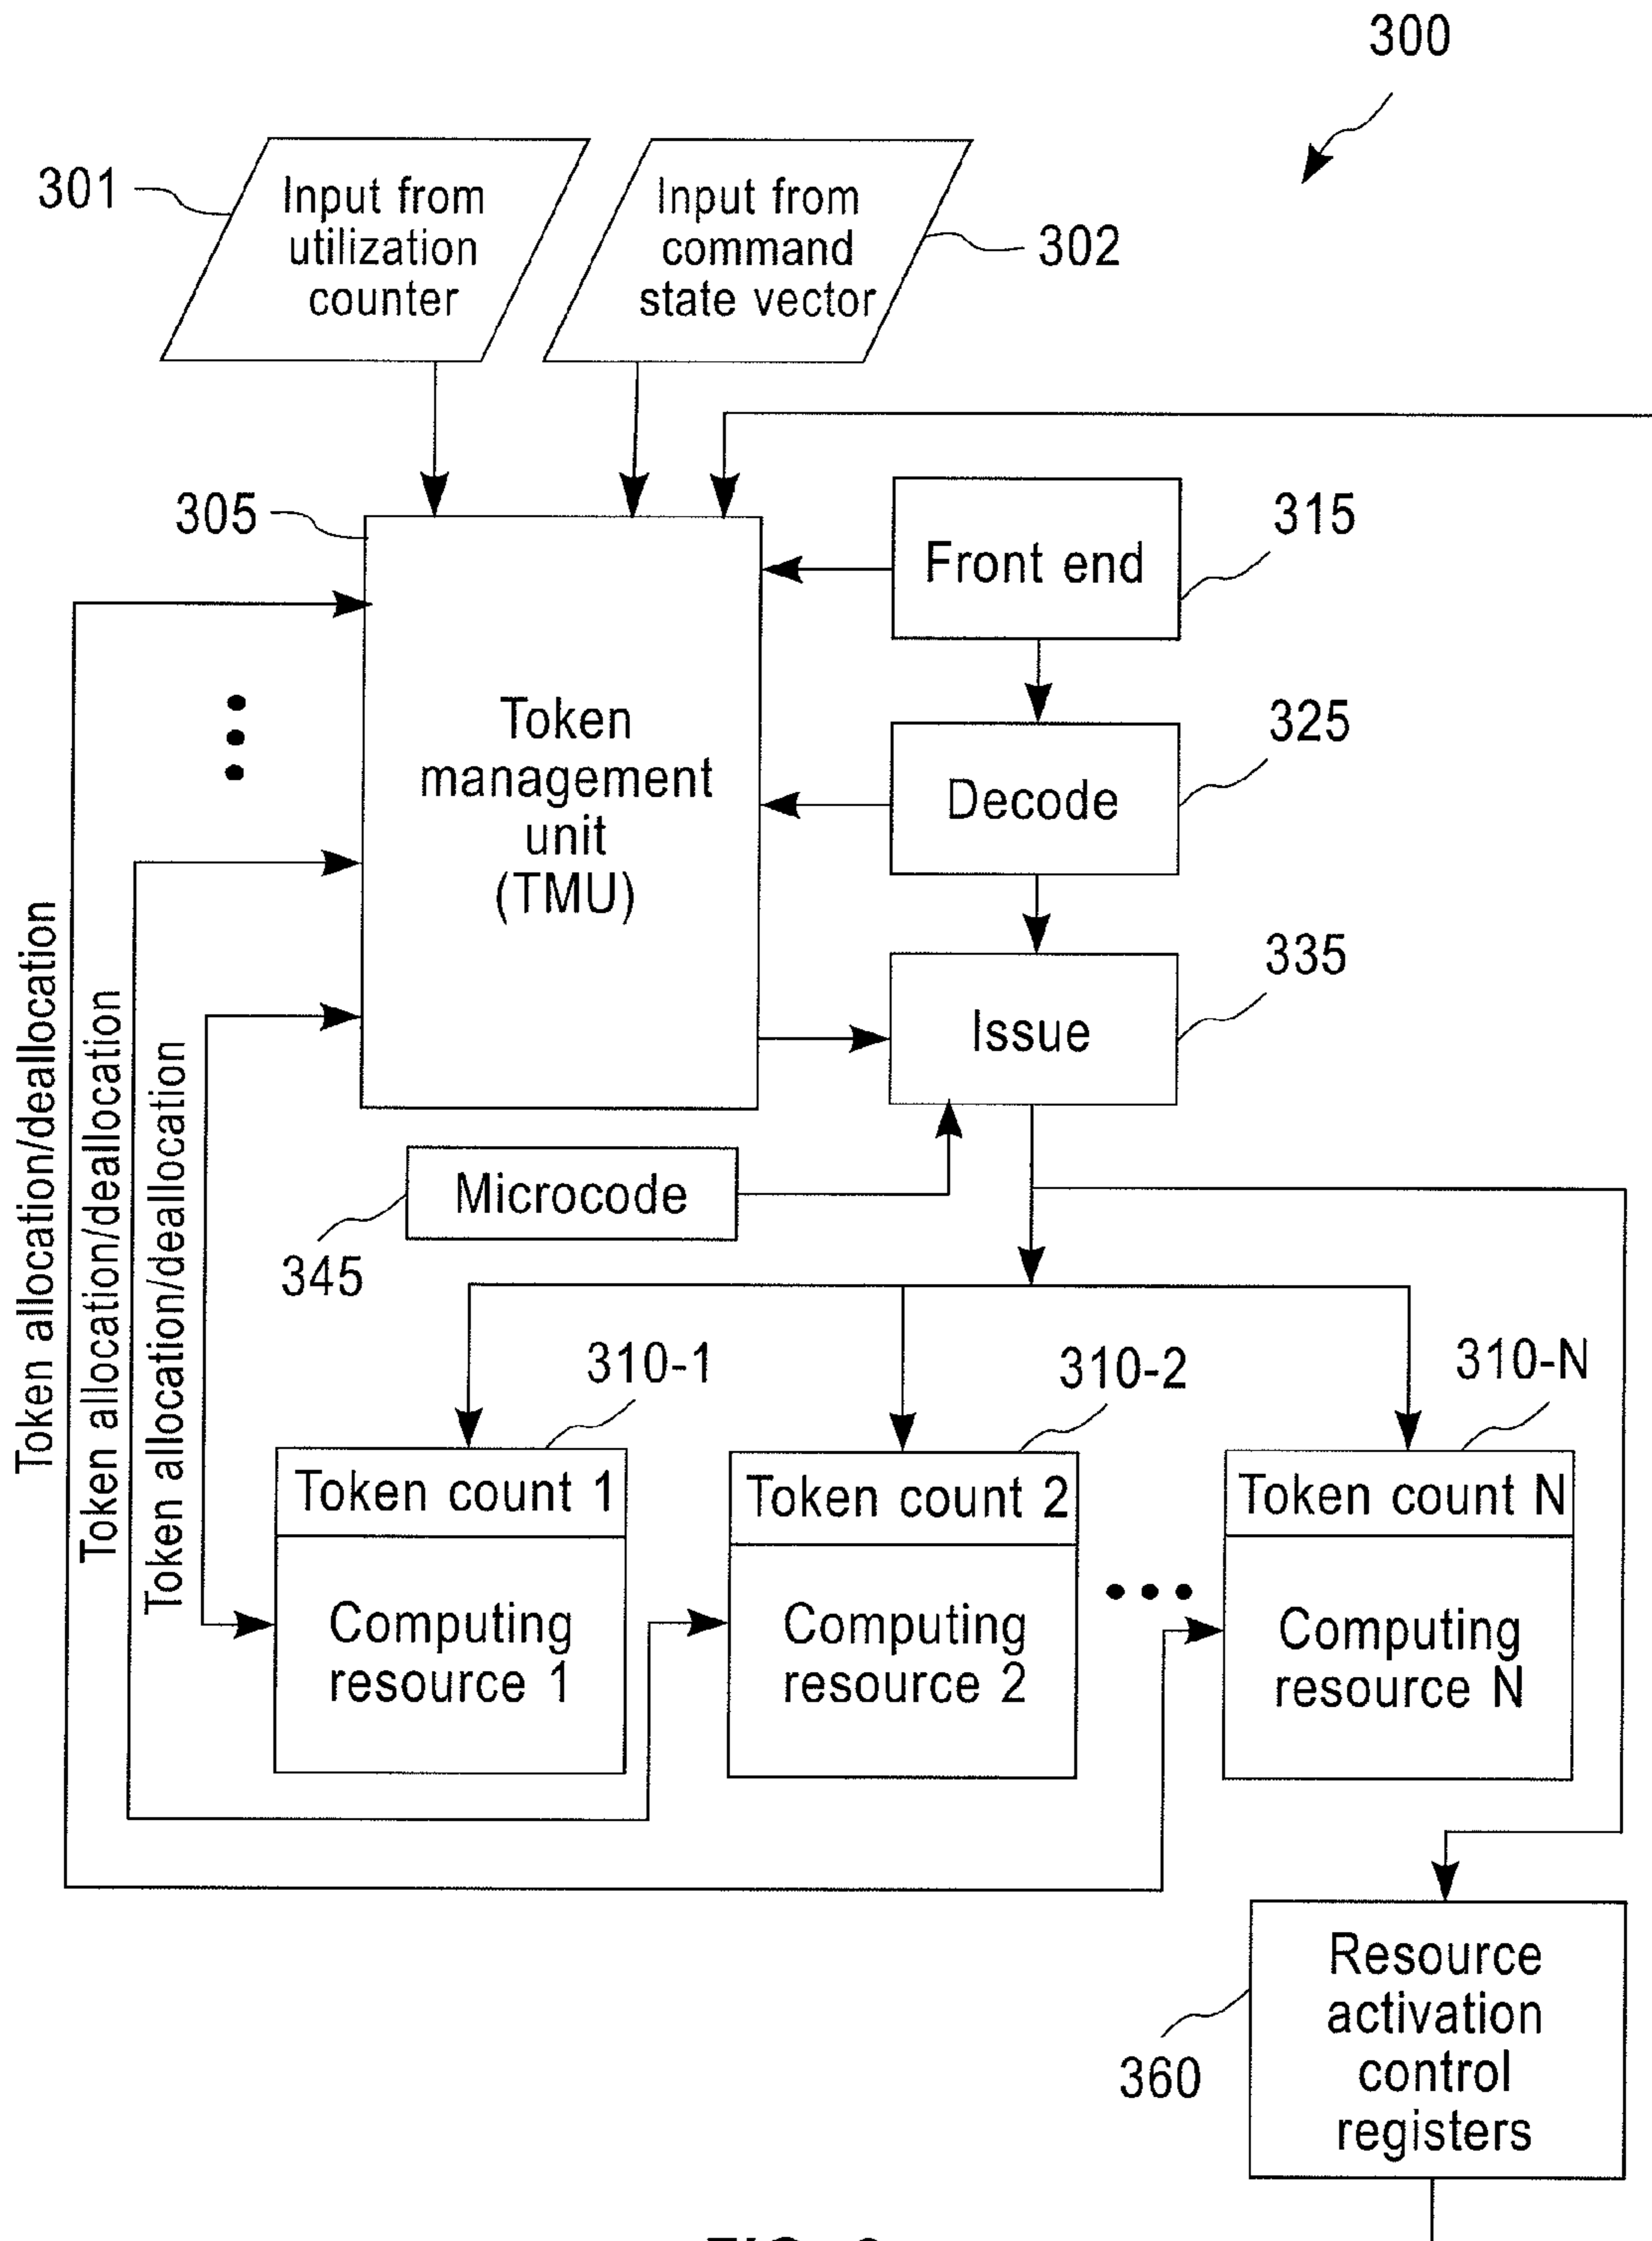 300
301
Input from
utilization
counter
Input from
command
state vector
302
305
Front end
315
Token
management
unit
(TMU)
Decode
325
Issue
335
Microcode
345
Token allocation/deallocation
Token allocation/deallocation
Token allocation/deallocation
310-1
310-2
310-N
Token count 1
Token count 2
Token count N
Computing
resource 1
Computing
resource 2
Computing
resource N
Resource
activation
control
registers
360